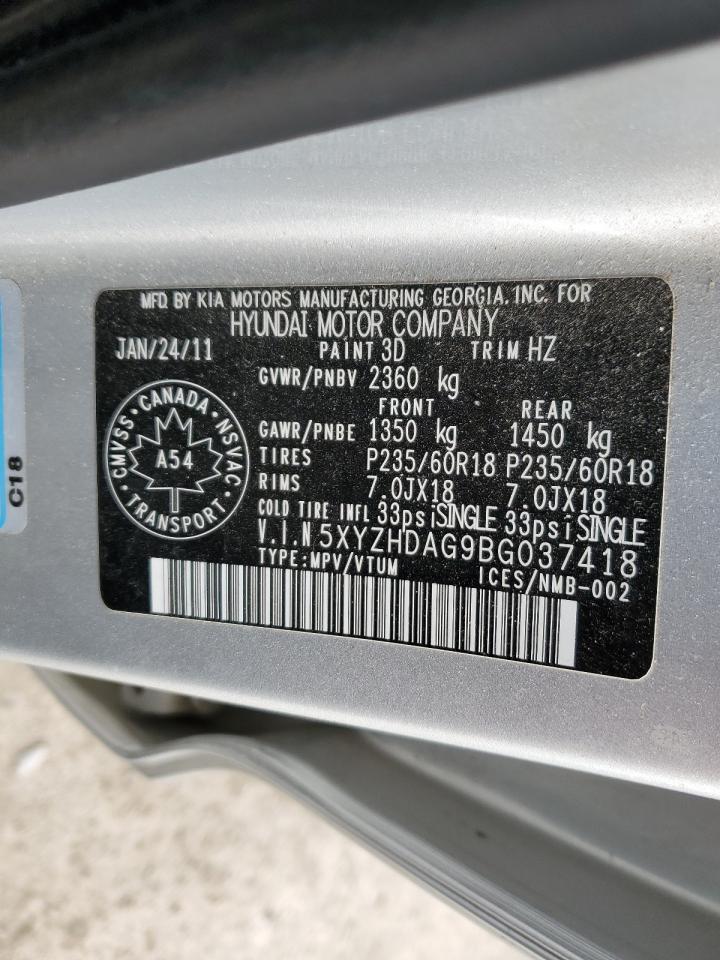 MFD. BY KIA MOTORS MANUFACTURING GEORGIA, INC. FOR
HYUNDAI MOTOR COMPANY
JAN/24/11 PAINT 3D TRIM HZ
GVWR/PNBV 2360 kg
FRONT REAR
GAWR/PNBE 1350 kg 1450 kg
TIRES P235/60R18 P235/60R18
RIMS 7.0JX18 7.0JX18
COLD TIRE INFL 33psi SINGLE 33psi SINGLE
V.I.N 5XYZHDAG9BG037418
TYPE:MPV/VTUM ICES/NMB-002
CMVSS • CANADA • NSVAC • TRANSPORT •
A54
C18